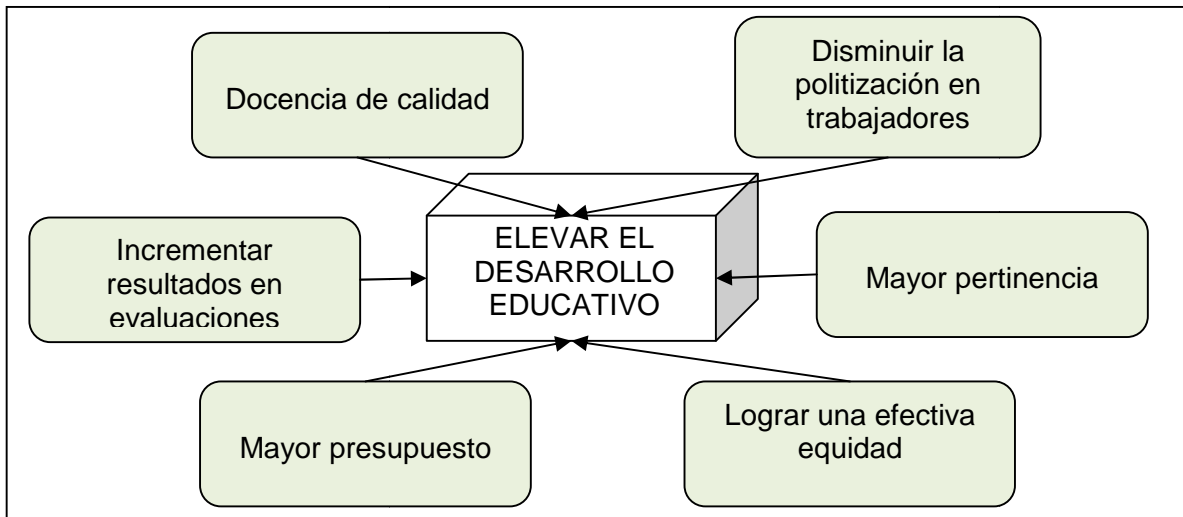 Docencia de calidad
Disminuir la
politización en
trabajadores
Incrementar
resultados en
evaluaciones
ELEVAR EL
DESARROLLO
EDUCATIVO
Mayor pertinencia
Mayor presupuesto
Lograr una efectiva
equidad